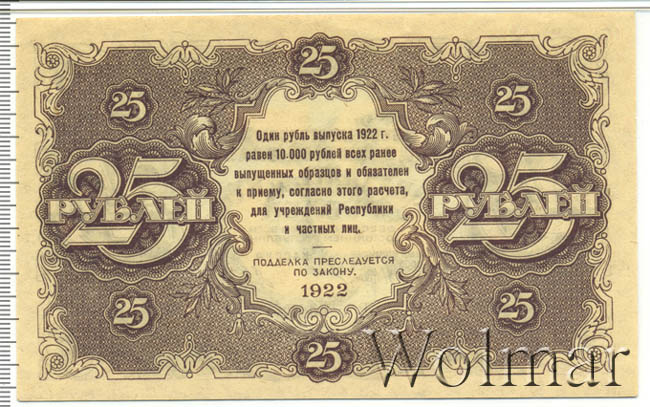 25
25
25
Один рубль выпуска 1922 г.
равен 10.000 рублей всех ранее
выпущенных образцов и обязателен
к приему, согласно этого расчета,
для учреждений Республики
и частных лиц.
25
РУБЛЕЙ
25
РУБЛЕЙ
ПОДДЕЛКА ПРЕСЛЕДУЕТСЯ
ПО ЗАКОНУ.
1922
25
25
25
Wolmar